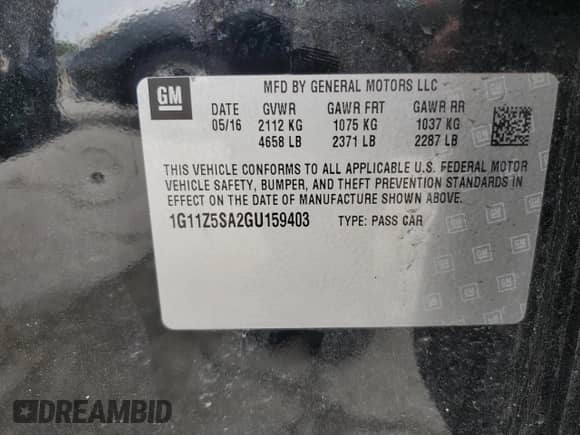 GM
MFD BY GENERAL MOTORS LLC
DATE GVWR GAWR FRT GAWR RR
05/16 2112 KG 1075 KG 1037 KG
4658 LB 2371 LB 2287 LB
THIS VEHICLE CONFORMS TO ALL APPLICABLE U.S. FEDERAL MOTOR
VEHICLE SAFETY, BUMPER, AND THEFT PREVENTION STANDARDS IN
EFFECT ON THE DATE OF MANUFACTURE SHOWN ABOVE.
1G11Z5SA2GU159403 TYPE: PASS CAR
DREAMBID